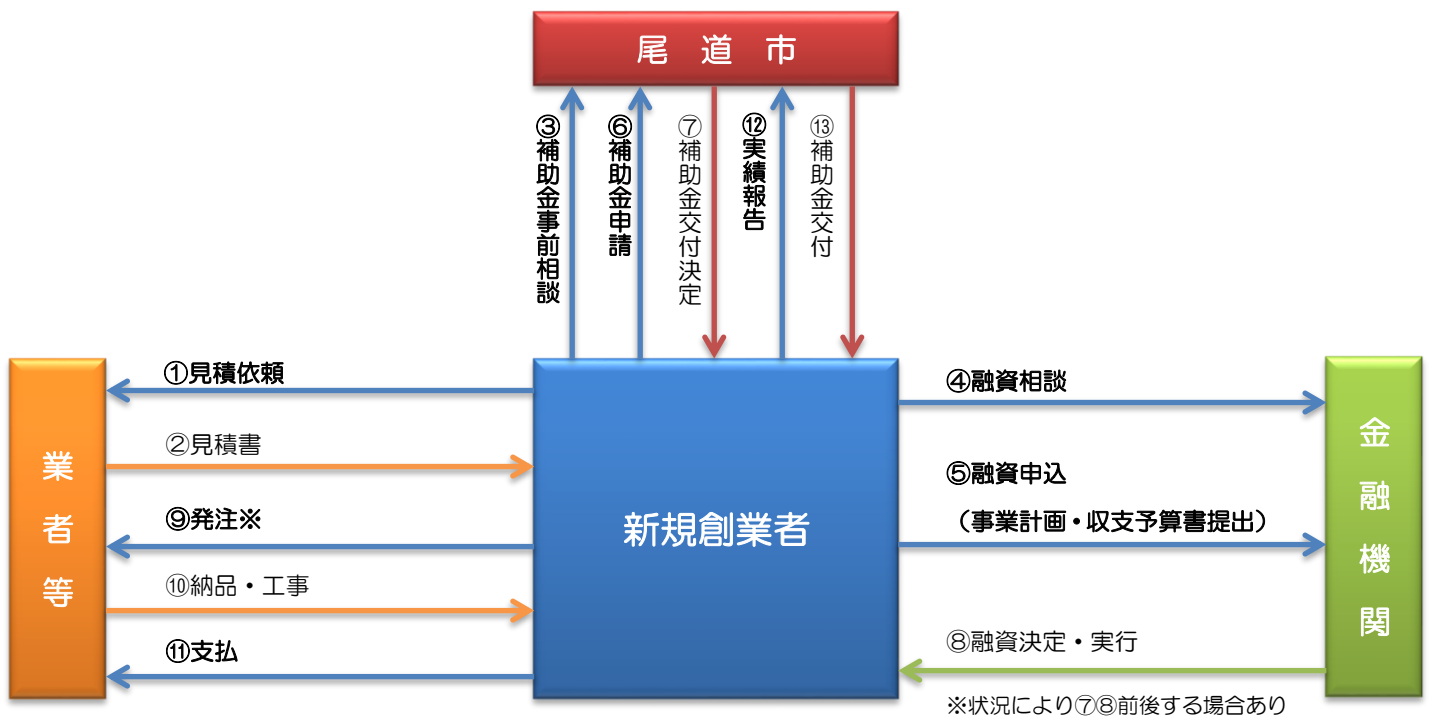 尾道市
③補助金事前相談
⑥補助金申請
⑦補助金交付決定
⑫実績報告
⑬補助金交付
業者等
①見積依頼
②見積書
⑨発注※
⑩納品・工事
⑪支払
新規創業者
④融資相談
⑤融資申込
（事業計画・収支予算書提出）
⑧融資決定・実行
※状況により⑦⑧前後する場合あり
金融機関